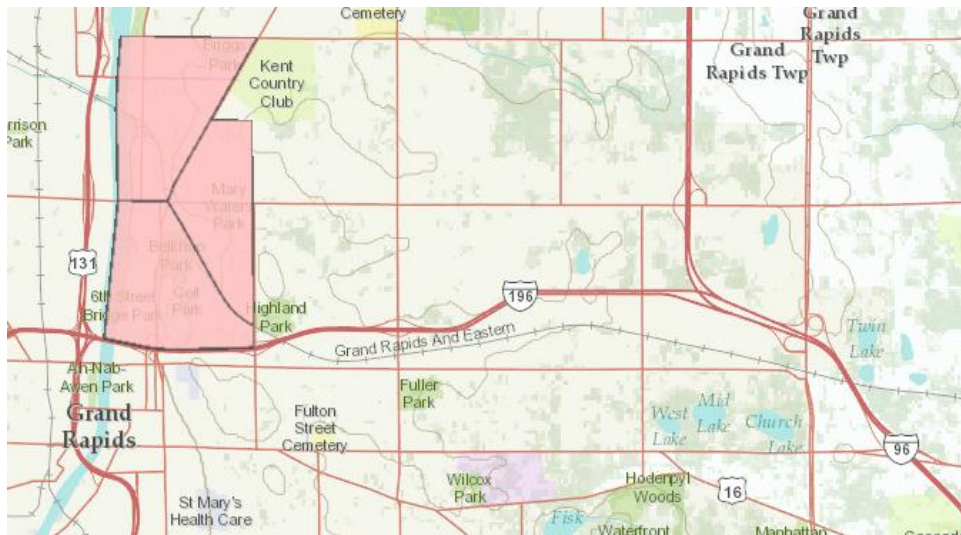 Cemetery
Grand
Rapids
Twp
Grand
Rapids Twp
Briggs
Park
Kent
Country
Club
rrison
Park
Mary
Waters
Park
Belknap
Park
131
6th Street
Bridge Park
Golf
Park
Highland
Park
196
Grand Rapids And Eastern
Twin
Lake
Ah-Nab-
Awen Park
Fuller
Park
Grand
Rapids
Fulton
Street
Cemetery
West
Lake
Mid
Lake
Church
Lake
96
Wilcox
Park
Hodenpyl
Woods
16
St Mary's
Health Care
Fisk
Waterfront
Manhattan